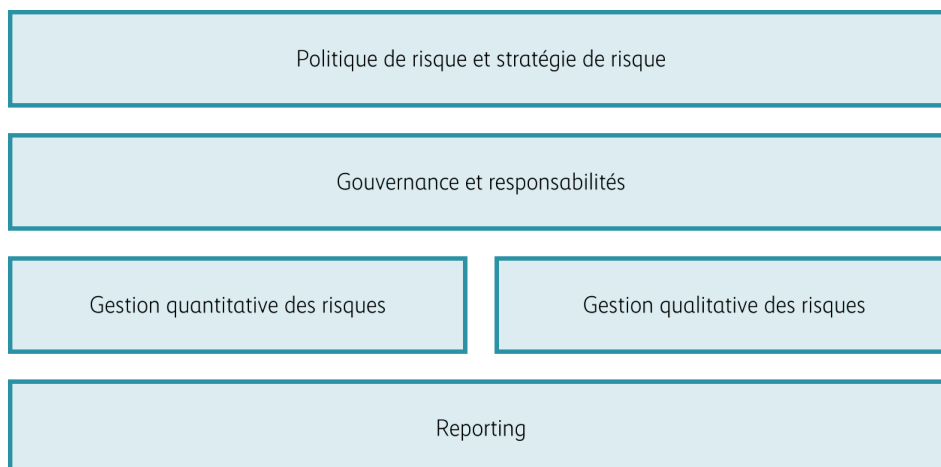 Politique de risque et stratégie de risque
Gouvernance et responsabilités
Gestion quantitative des risques
Gestion qualitative des risques
Reporting